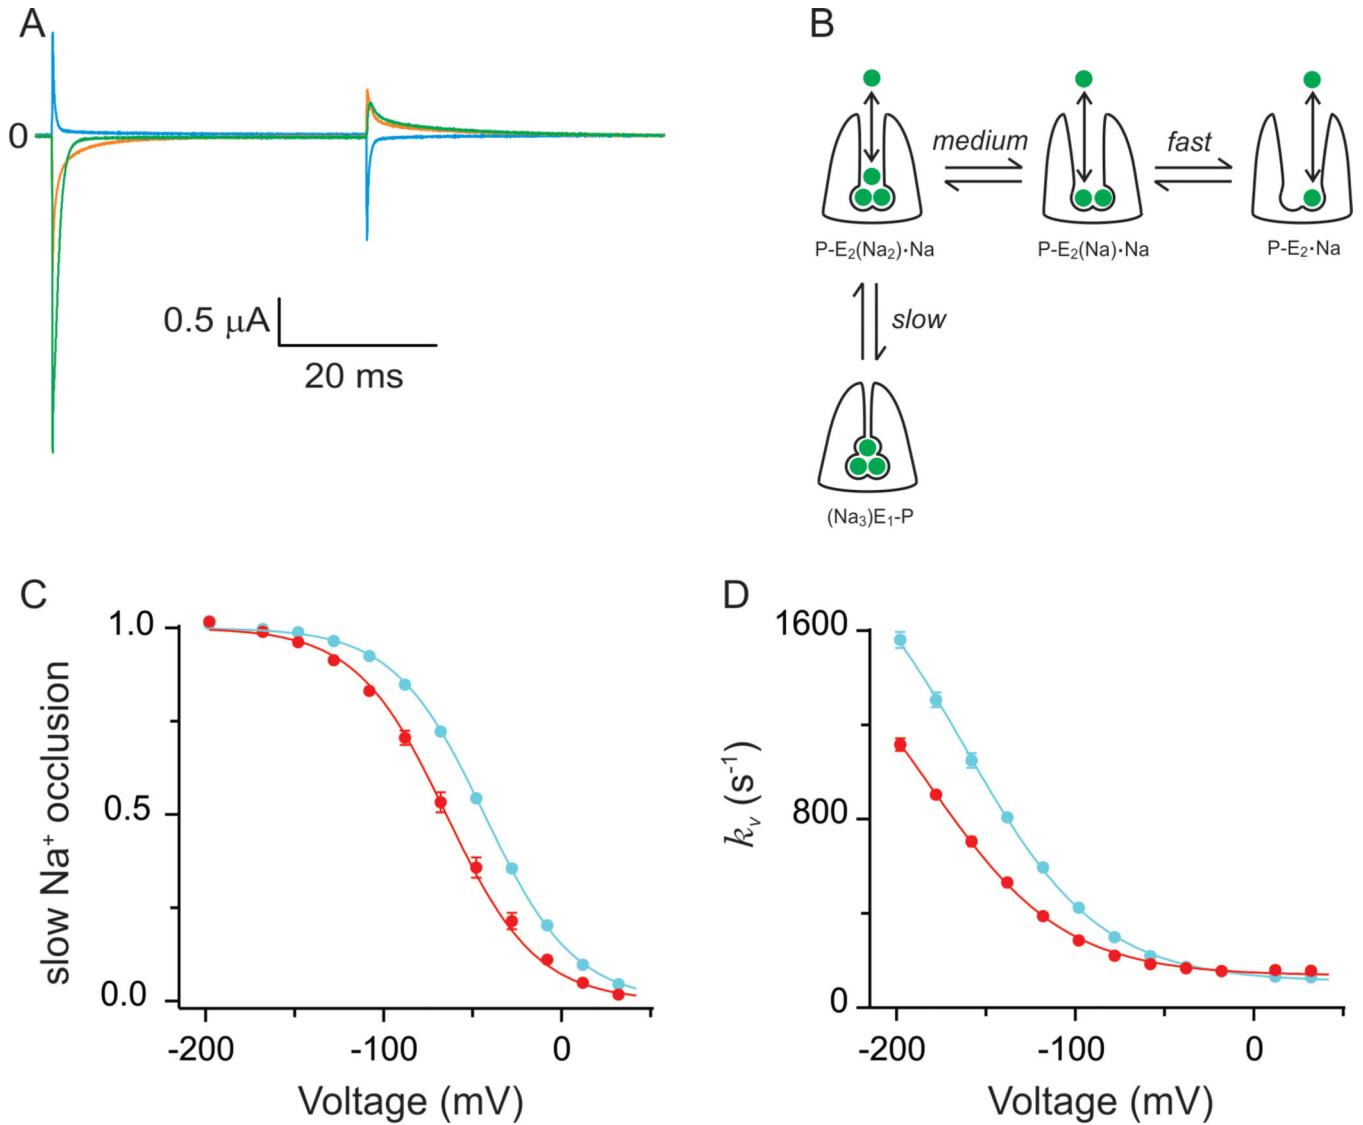 A
0
0.5 μA
20 ms
B
medium
fast
P-E₂(Na₂)·Na
P-E₂(Na)·Na
P-E₂·Na
slow
(Na₃)E₁-P
C
1.0
0.5
0.0
slow Na⁺ occlusion
-200
-100
0
Voltage (mV)
D
1600
800
0
kᵥ (s⁻¹)
-200
-100
0
Voltage (mV)